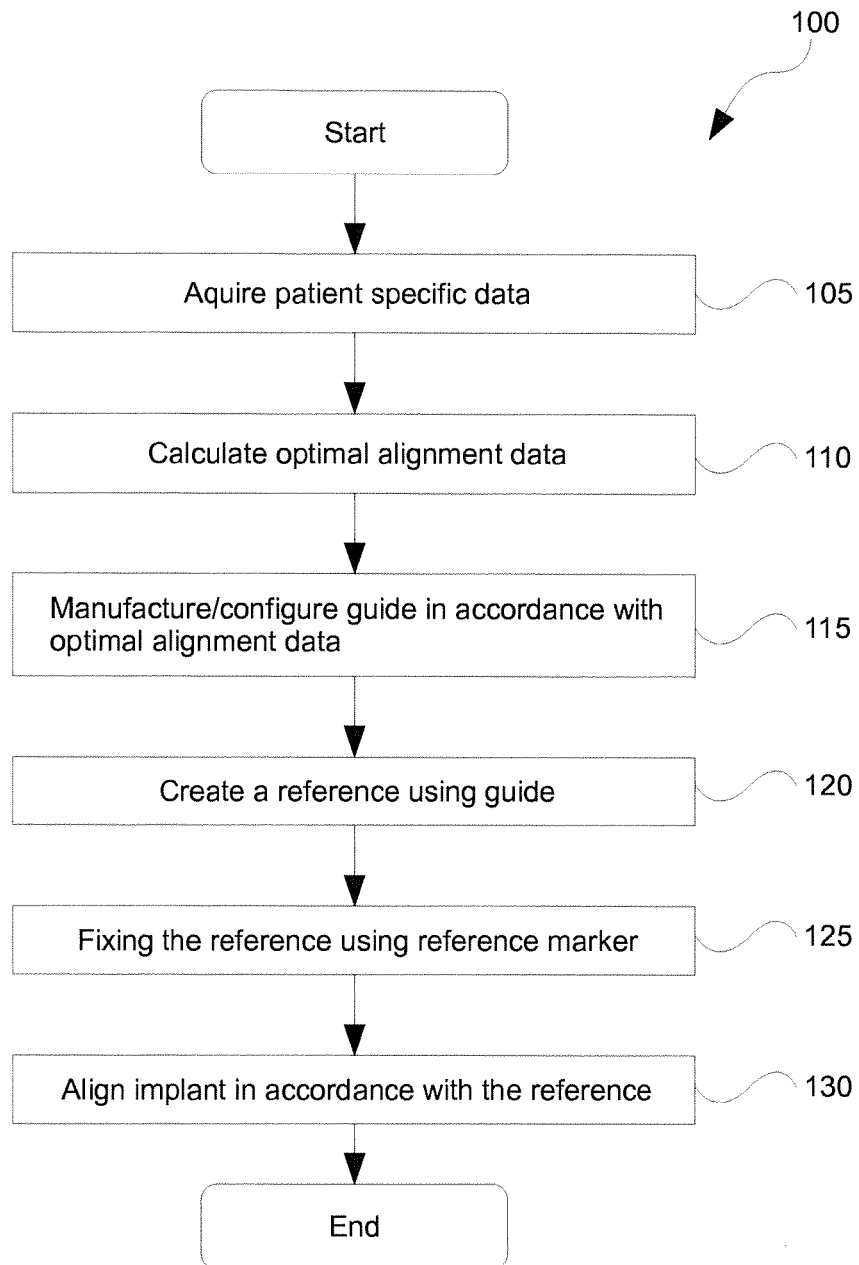 100
Start
Aquire patient specific data
105
Calculate optimal alignment data
110
Manufacture/configure guide in accordance with
optimal alignment data
115
Create a reference using guide
120
Fixing the reference using reference marker
125
Align implant in accordance with the reference
130
End